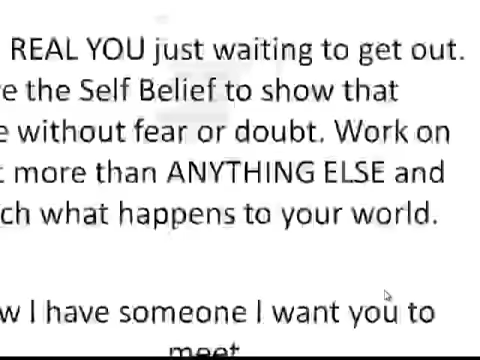 REAL YOU just waiting to get out.
the Self Belief to show that
without fear or doubt. Work on
more than ANYTHING ELSE and
what happens to your world.
I have someone I want you to
meet